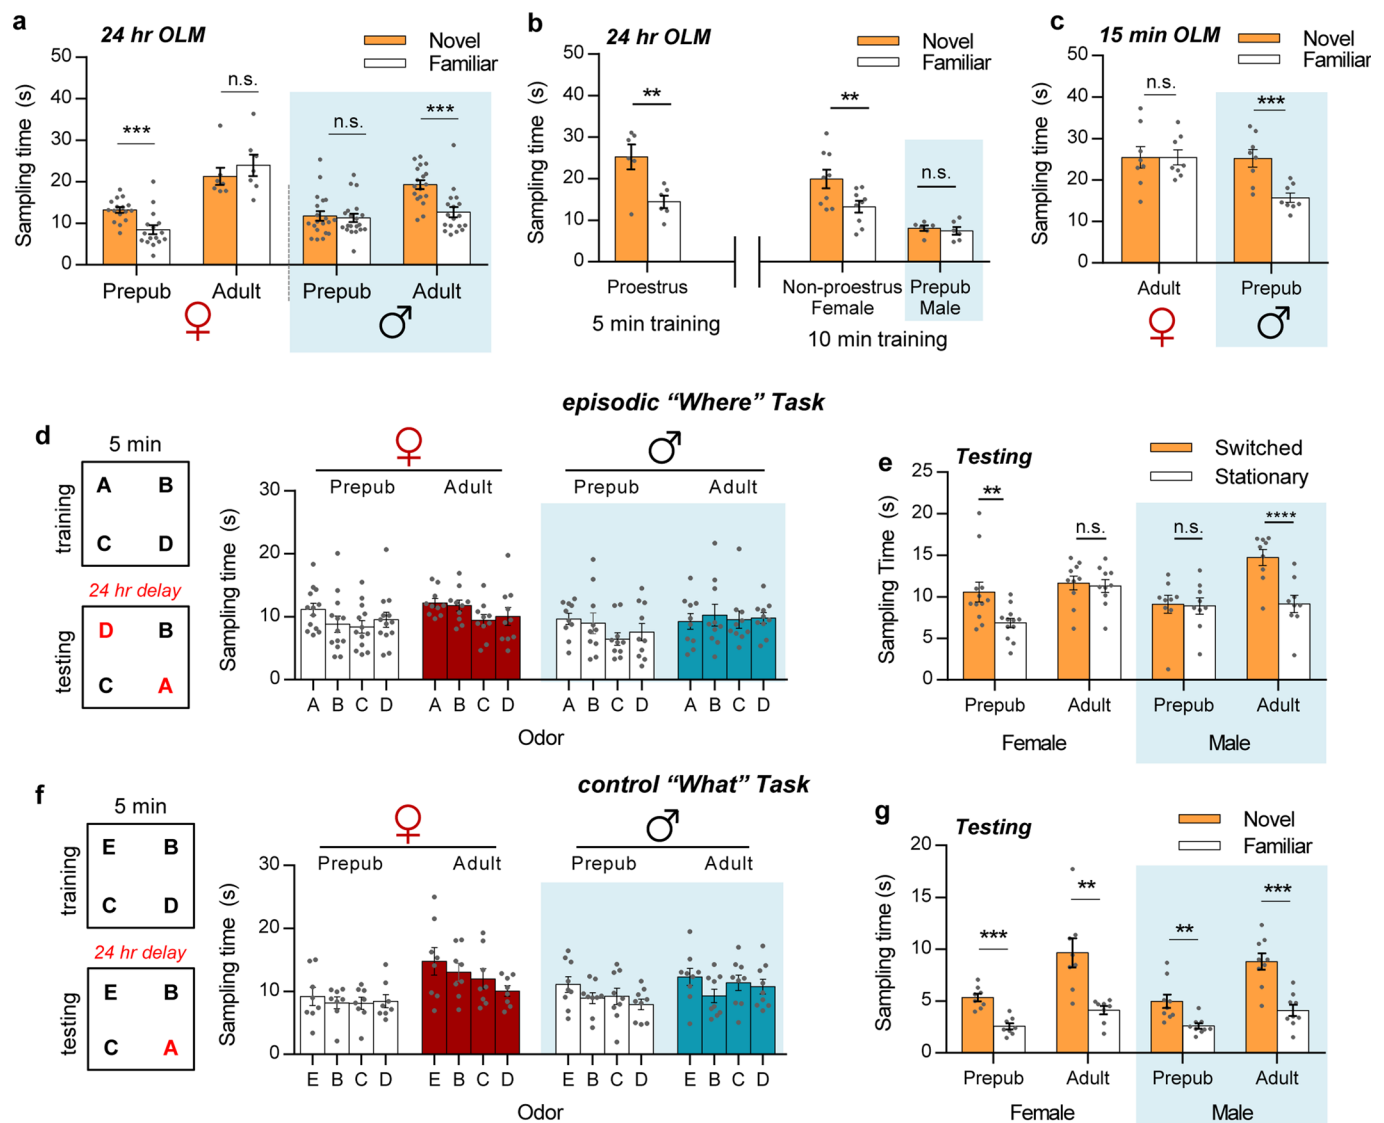 a
24 hr OLM
Novel
Familiar
Sampling time (s)
50
40
30
20
10
0
***
n.s.
n.s.
***
Prepub
Adult
Prepub
Adult
♀
♂
b
24 hr OLM
Novel
Familiar
Sampling time (s)
50
40
30
20
10
0
**
**
n.s.
Proestrus
Non-proestrus
Female
Prepub
Male
5 min training
10 min training
c
15 min OLM
Novel
Familiar
Sampling time (s)
50
40
30
20
10
0
n.s.
***
Adult
Prepub
♀
♂
episodic “Where” Task
d
5 min
training
A B
C D
24 hr delay
testing
D B
C A
♀
♂
Prepub
Adult
Prepub
Adult
Sampling time (s)
30
20
10
0
A B C D
A B C D
A B C D
A B C D
Odor
e
Testing
Switched
Stationary
Sampling Time (s)
25
20
15
10
5
0
**
n.s.
n.s.
****
Prepub
Adult
Prepub
Adult
Female
Male
control “What” Task
f
5 min
training
E B
C D
24 hr delay
testing
E B
C A
♀
♂
Prepub
Adult
Prepub
Adult
Sampling time (s)
30
20
10
0
E B C D
E B C D
E B C D
E B C D
Odor
g
Testing
Novel
Familiar
Sampling time (s)
20
15
10
5
0
***
**
**
***
Prepub
Adult
Prepub
Adult
Female
Male